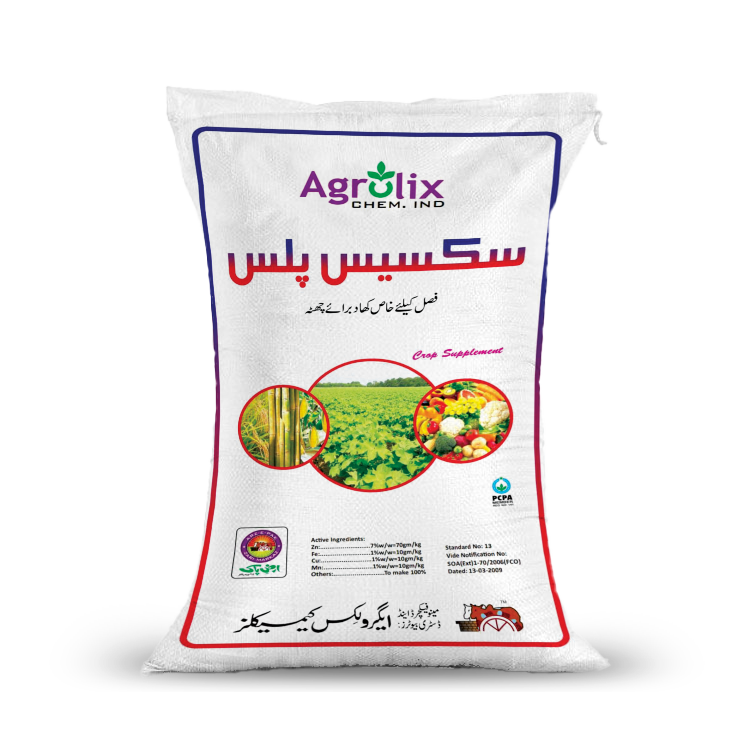 Agrolix
CHEM. IND
سکسیس پلس
فصل کیلئے خاص کھاد برائے چھٹہ
Crop Supplement
PCPA
Active Ingredients:
Zn:............................7%w/w=70gm/kg
Fe:............................1%w/w=10gm/kg
Cu:............................1%w/w=10gm/kg
Mn:............................1%w/w=10gm/kg
Others:............................To make 100%
Standard No: 13
Vide Notification No:
SOA(Ext)1-70/2006(FCO)
Dated: 13-03-2009
TM
مینوفیکچرڈ اینڈ
ڈسٹری بیوٹرز:
ایگرولکس کیمیکلز